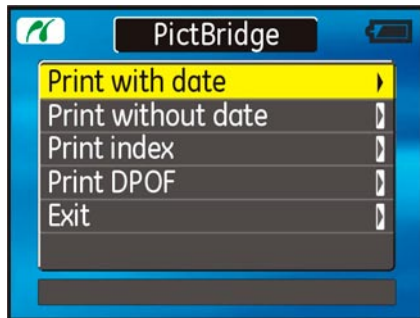 PictBridge
Print with date
Print without date
Print index
Print DPOF
Exit